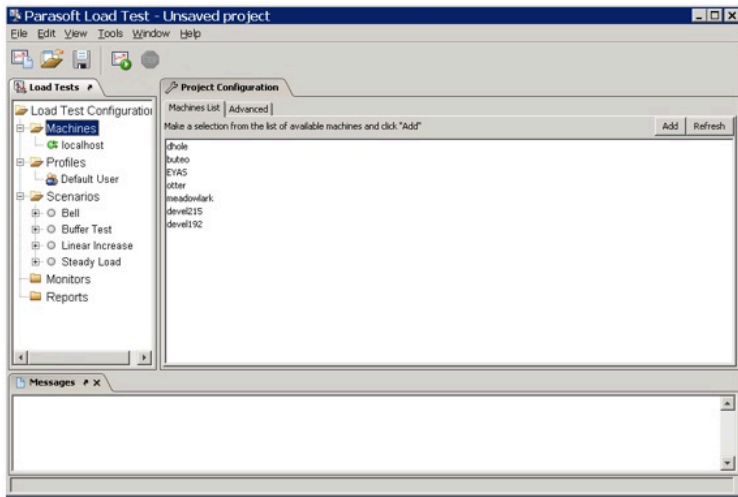 Parasoft Load Test - Unsaved project
File Edit View Tools Window Help
Load Tests
Load Test Configuration
Machines
localhost
Profiles
Default User
Scenarios
Bell
Buffer Test
Linear Increase
Steady Load
Monitors
Reports
Project Configuration
Machines List Advanced
Make a selection from the list of available machines and click "Add"
Add Refresh
dhole
buteo
EYAS
otter
meadowlark
devel215
devel192
Messages